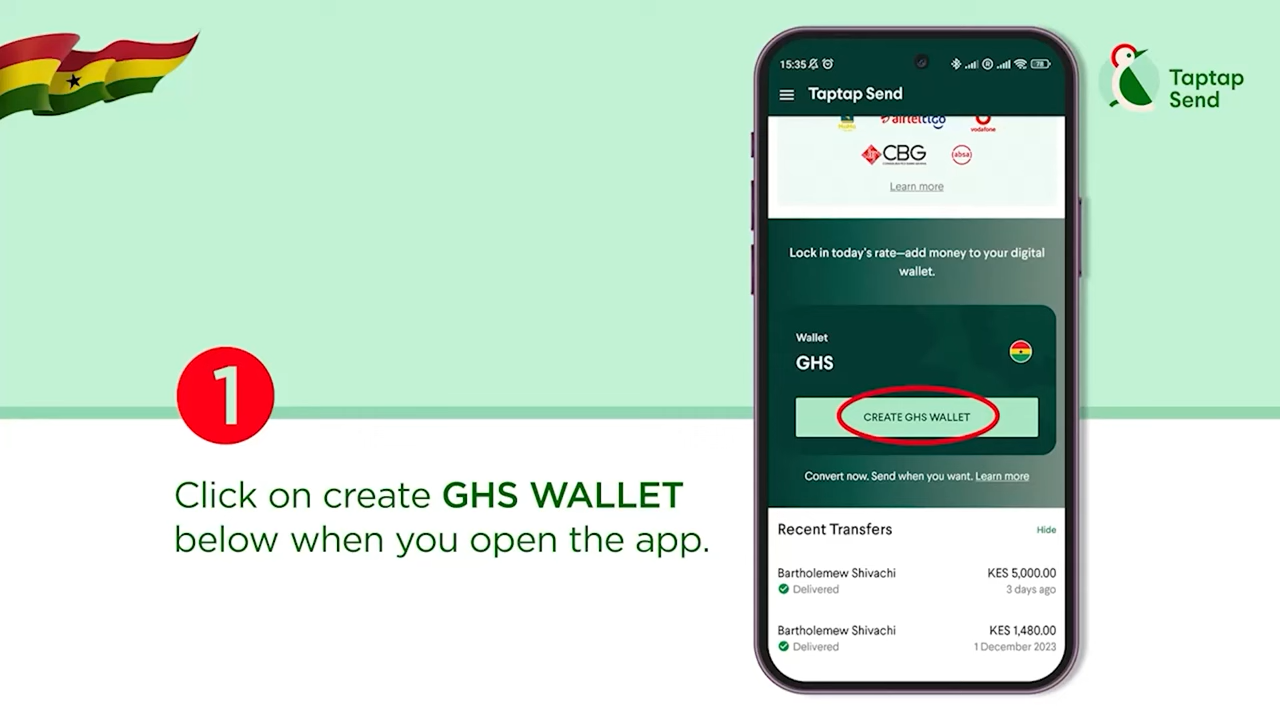 1
Click on create GHS WALLET
below when you open the app.
15:35
78
Taptap Send
airteltigo
vodafone
CBG
absa
Learn more
Lock in today's rate—add money to your digital
wallet.
Wallet
GHS
CREATE GHS WALLET
Convert now. Send when you want. Learn more
Recent Transfers
Hide
Bartholemew Shivachi
KES 5,000.00
Delivered
3 days ago
Bartholemew Shivachi
KES 1,480.00
Delivered
1 December 2023
Taptap
Send